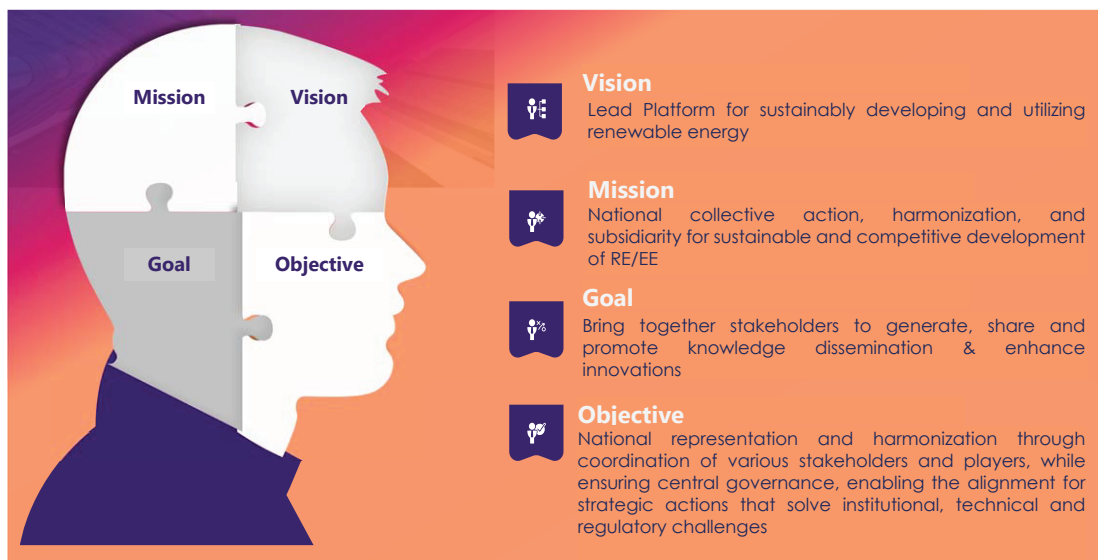 Mission
Vision
Goal
Objective
Vision
Lead Platform for sustainably developing and utilizing
renewable energy
Mission
National collective action, harmonization, and
subsidiarity for sustainable and competitive development
of RE/EE
Goal
Bring together stakeholders to generate, share and
promote knowledge dissemination & enhance
innovations
Objective
National representation and harmonization through
coordination of various stakeholders and players, while
ensuring central governance, enabling the alignment for
strategic actions that solve institutional, technical and
regulatory challenges